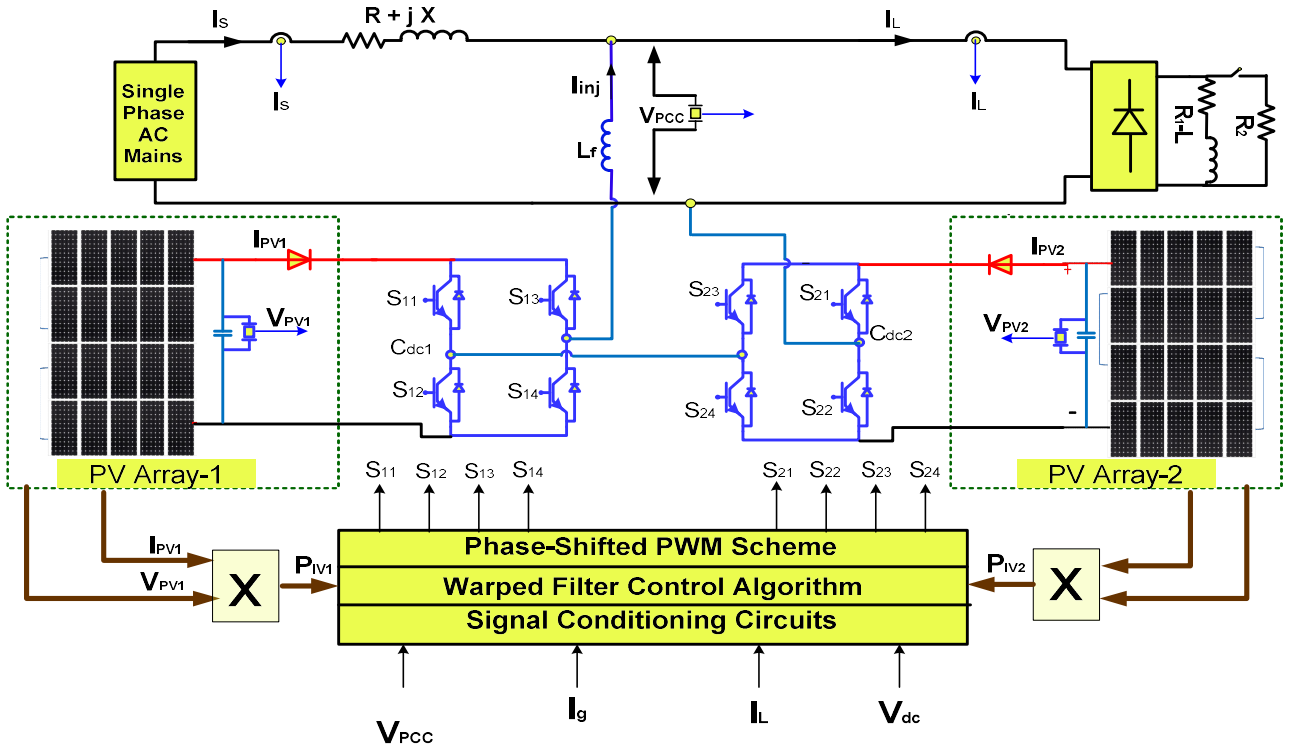 I_S
R + j X
I_L
Single
Phase
AC
Mains
I_S
I_inj
V_PCC
I_L
L_f
R_1-L
R_2
I_PV1
V_PV1
S_11
S_13
C_dc1
S_12
S_14
S_23
S_21
C_dc2
S_24
S_22
I_PV2
+
V_PV2
-
PV Array-1
PV Array-2
S_11
S_12
S_13
S_14
S_21
S_22
S_23
S_24
I_PV1
V_PV1
X
P_IV1
Phase-Shifted PWM Scheme
Warped Filter Control Algorithm
Signal Conditioning Circuits
P_IV2
X
V_PCC
I_g
I_L
V_dc